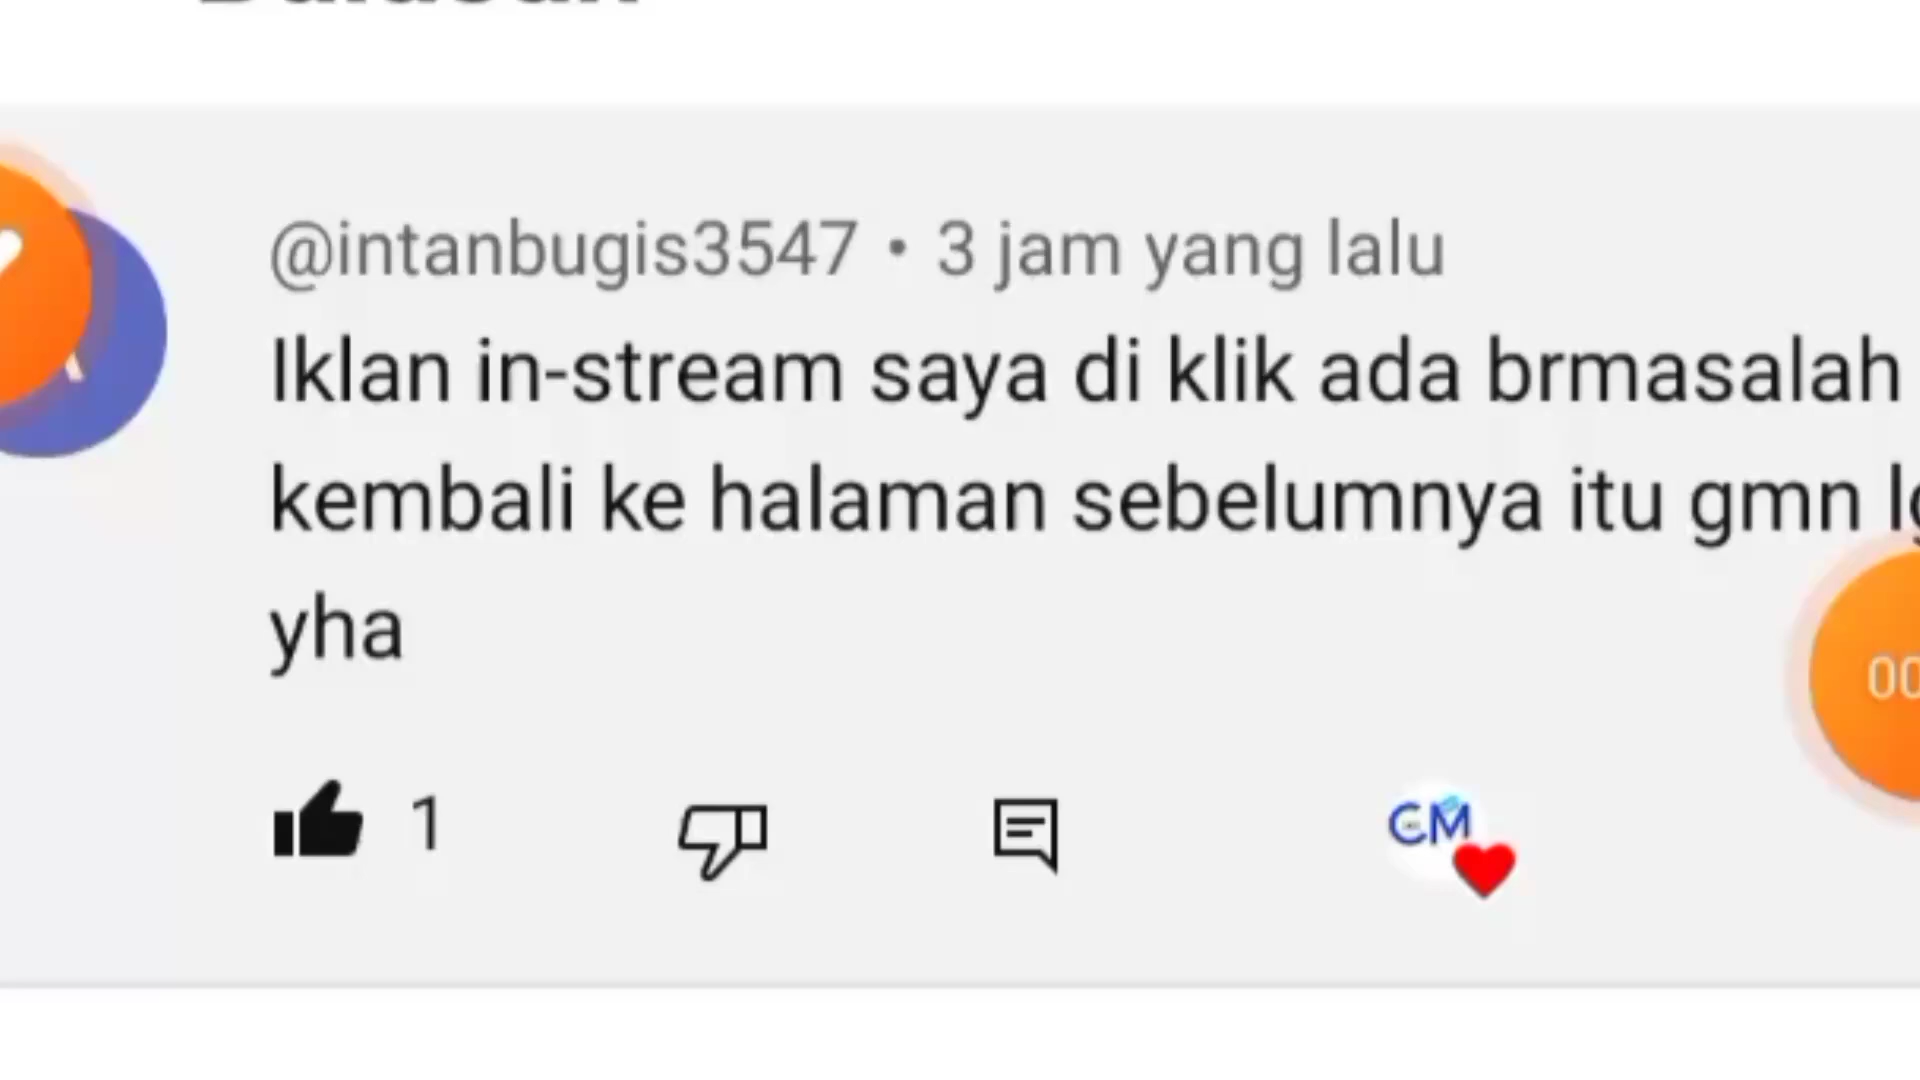 @intanbugis3547 • 3 jam yang lalu
Iklan in-stream saya di klik ada brmasalah
kembali ke halaman sebelumnya itu gmn
yha
1
CM